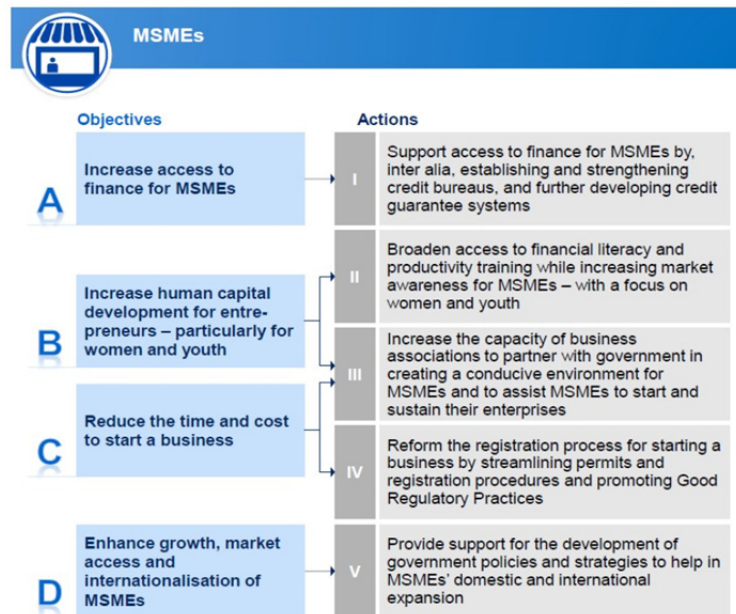 MSMEs
Objectives
Actions
A
Increase access to
finance for MSMEs
I
Support access to finance for MSMEs by,
inter alia, establishing and strengthening
credit bureaus, and further developing credit
guarantee systems
B
Increase human capital
development for entre-
preneurs – particularly for
women and youth
II
Broaden access to financial literacy and
productivity training while increasing market
awareness for MSMEs – with a focus on
women and youth
III
Increase the capacity of business
associations to partner with government in
creating a conducive environment for
MSMEs and to assist MSMEs to start and
sustain their enterprises
C
Reduce the time and cost
to start a business
IV
Reform the registration process for starting a
business by streamlining permits and
registration procedures and promoting Good
Regulatory Practices
D
Enhance growth, market
access and
internationalisation of
MSMEs
V
Provide support for the development of
government policies and strategies to help in
MSMEs’ domestic and international
expansion